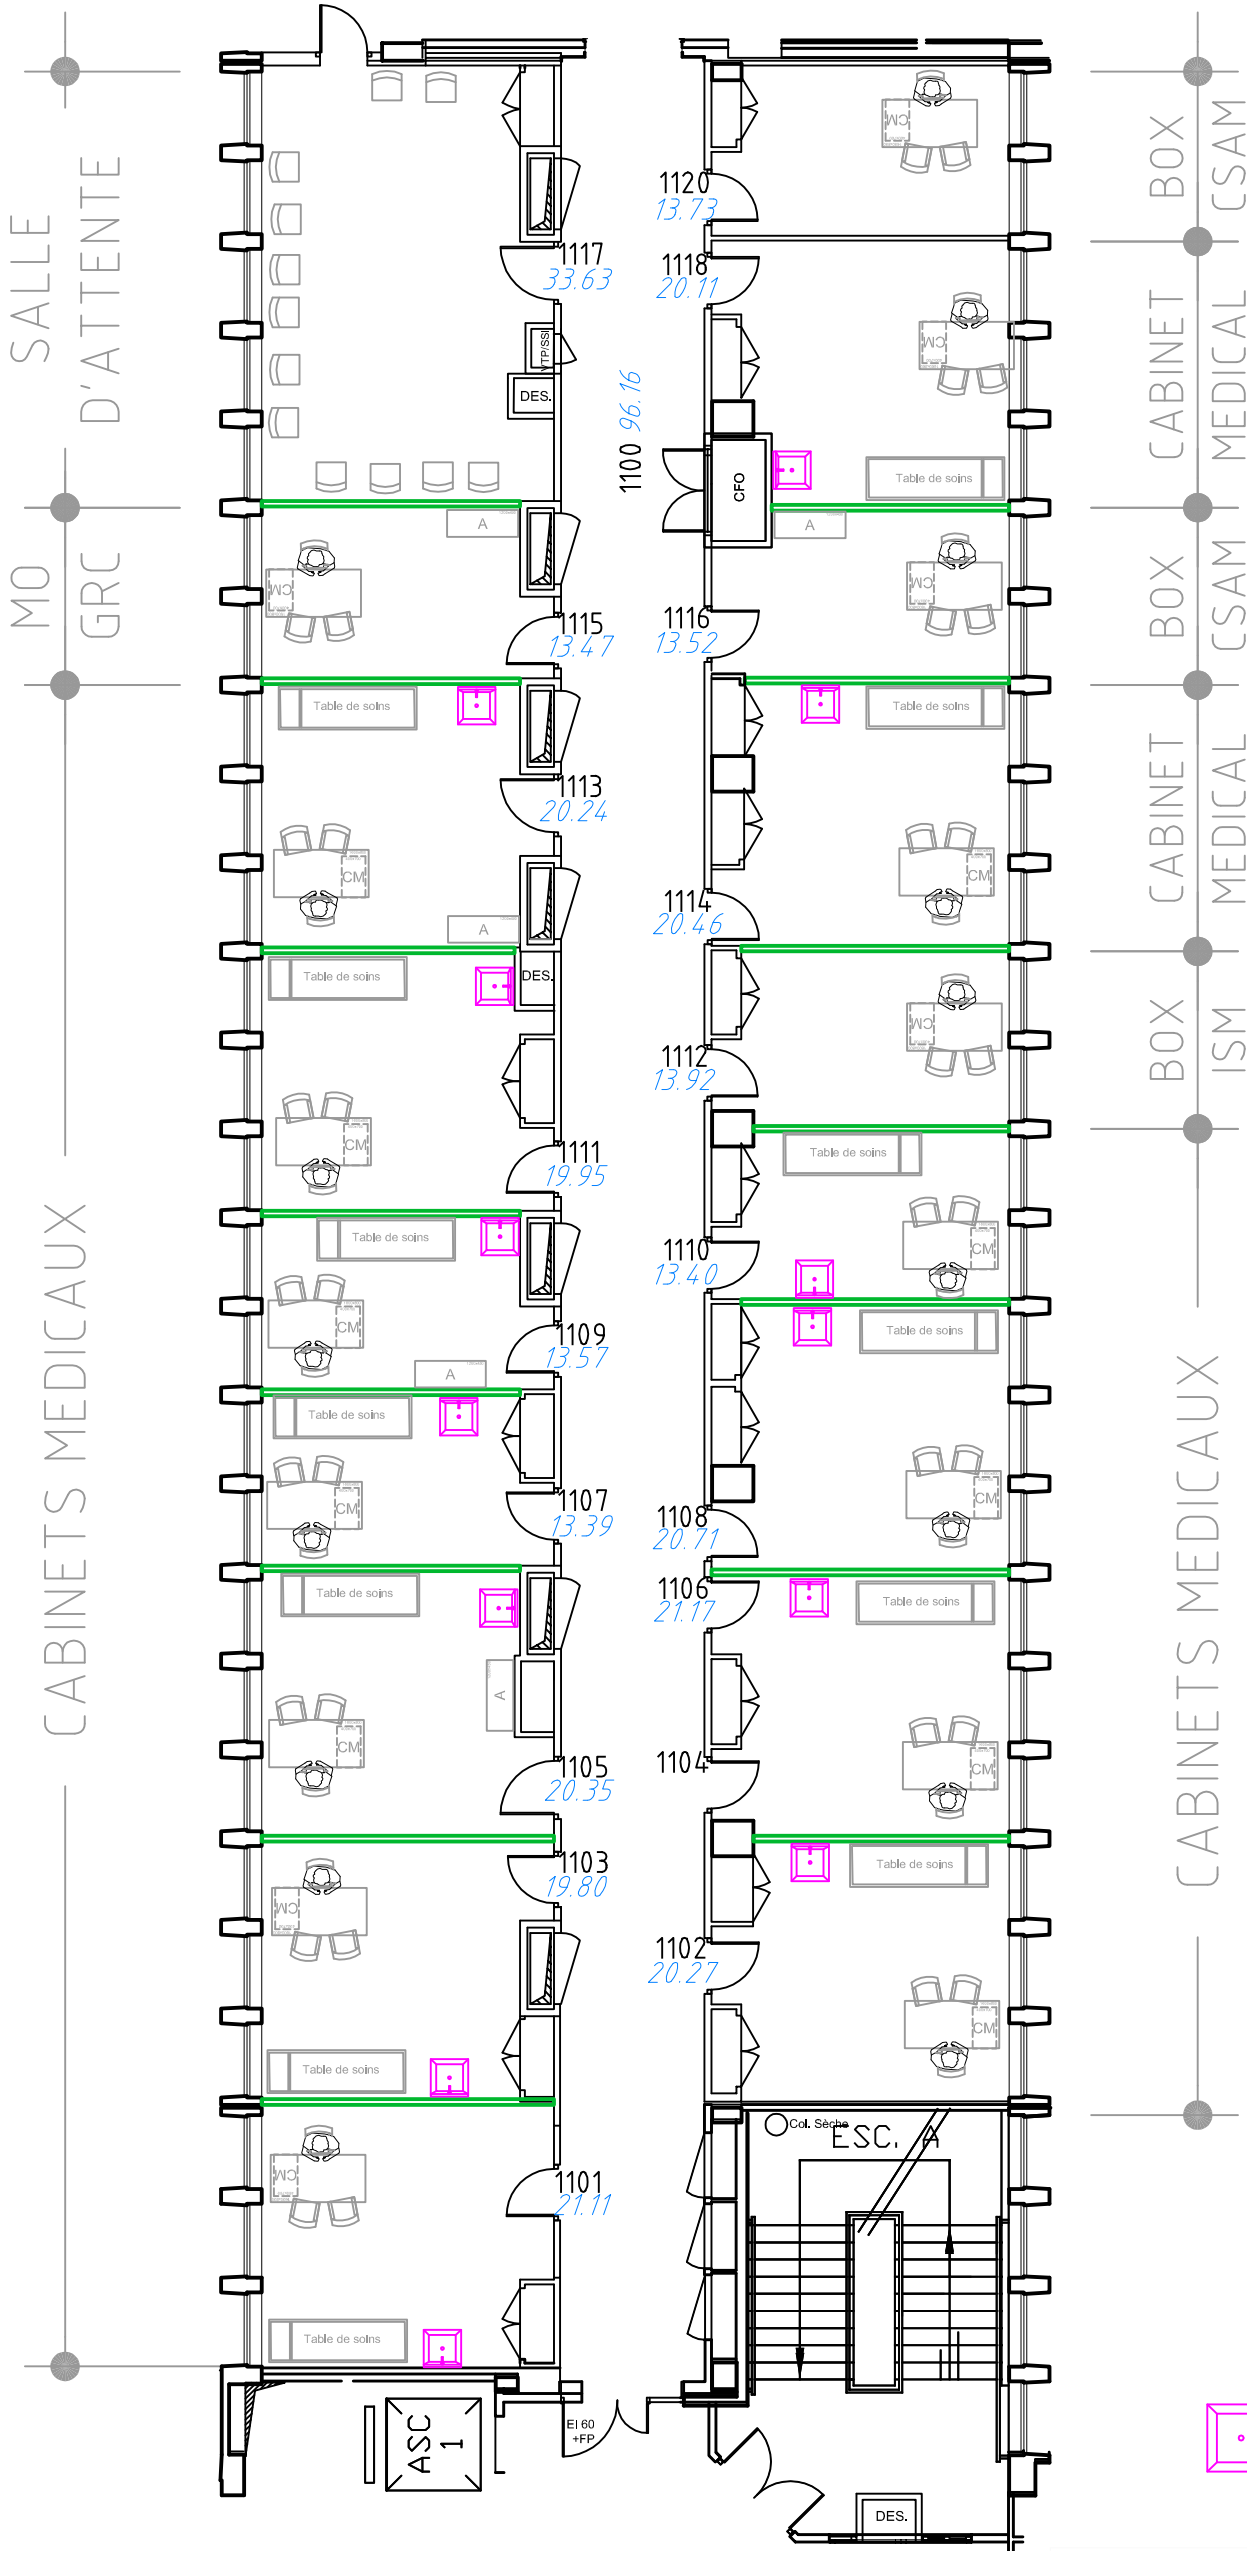 SALLE
D'ATTENTE
MO
GRC
CABINETS MEDICAUX
1117
33.63
VTP/SSI
DES.
1100 96.16
A
CM
1115
13.47
Table de soins
1113
20.24
CM
A
DES.
Table de soins
CM
1111
19.95
Table de soins
CM
1109
13.57
A
Table de soins
CM
1107
13.39
Table de soins
A
CM
1105
20.35
1103
19.80
CM
Table de soins
1101
21.11
CM
Table de soins
ASC
1
EI 60
+FP
CM
1120
13.73
1118
20.11
CM
CFO
Table de soins
A
CM
1116
13.52
Table de soins
CM
1114
20.46
CM
1112
13.92
Table de soins
1110
13.40
CM
Table de soins
CM
1108
20.71
1106
21.17
Table de soins
CM
1104
Table de soins
1102
20.27
CM
Col. Sèche
ESC. A
DES.
BOX
CSAM
CABINET
MEDICAL
BOX
CSAM
CABINET
MEDICAL
BOX
ISM
CABINETS MEDICAUX